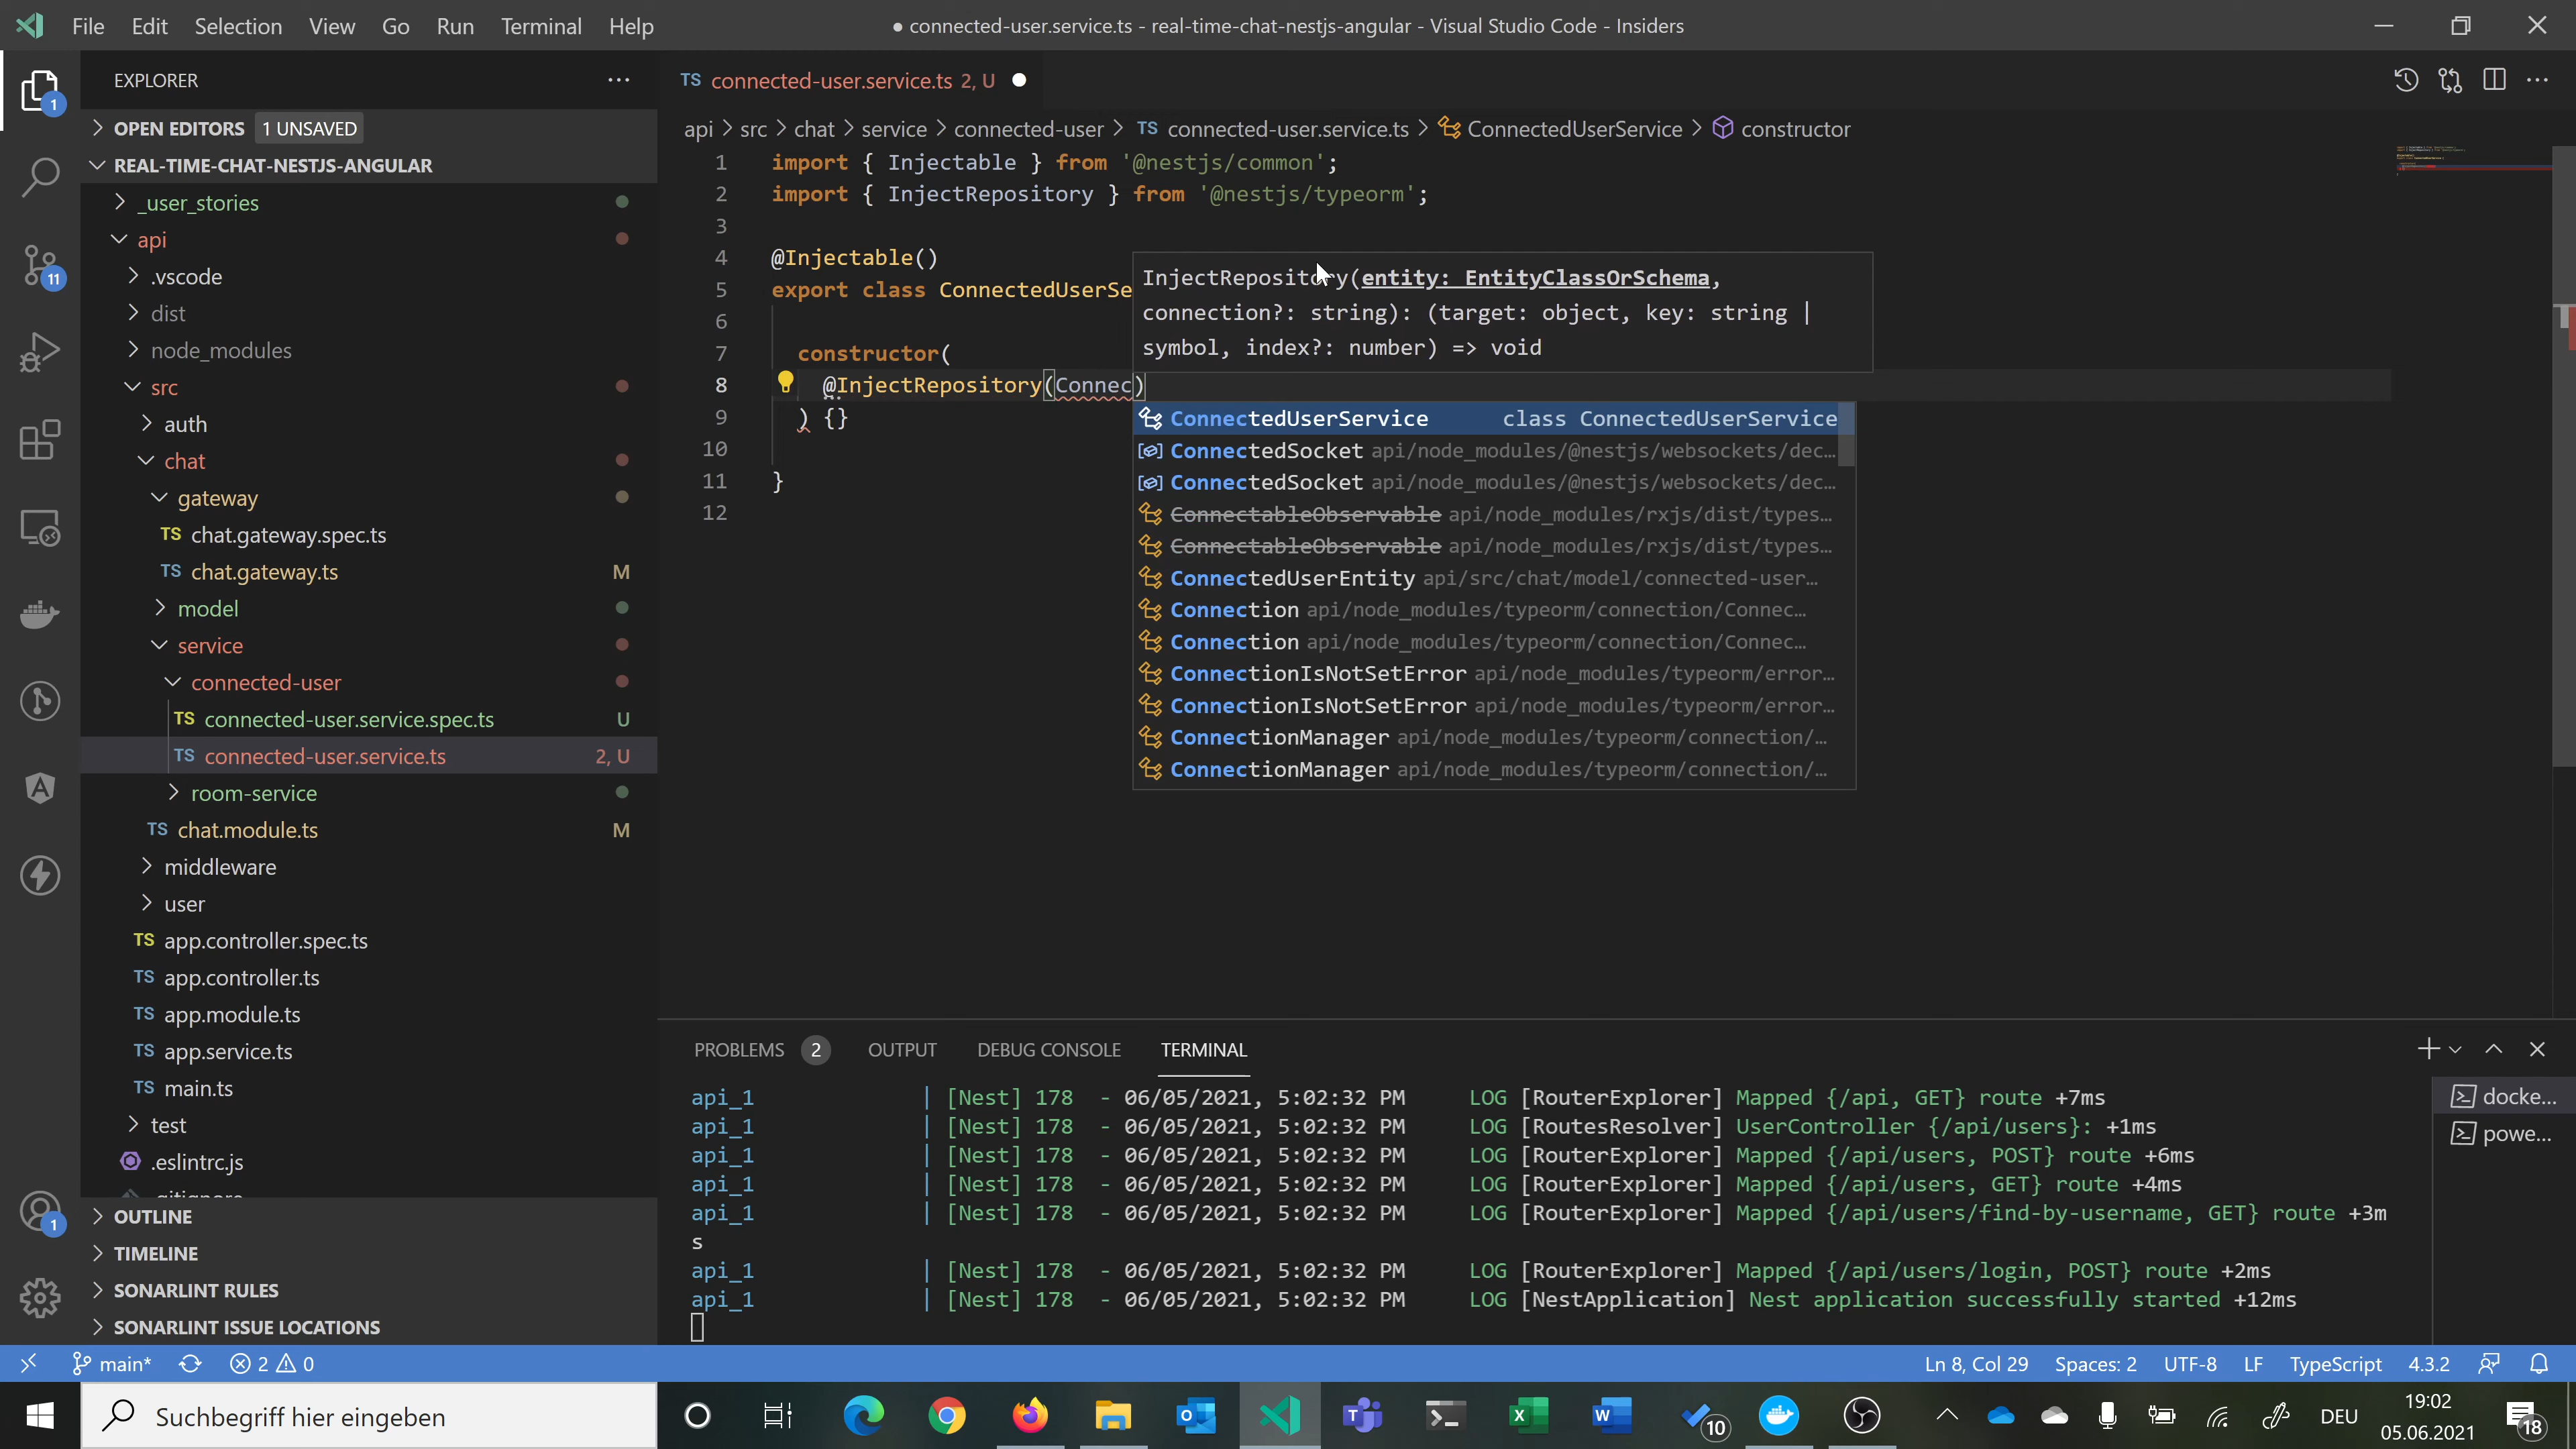 File Edit Selection View Go Run Terminal Help
● connected-user.service.ts - real-time-chat-nestjs-angular - Visual Studio Code - Insiders
EXPLORER
OPEN EDITORS 1 UNSAVED
REAL-TIME-CHAT-NESTJS-ANGULAR
_user_stories
api
.vscode
dist
node_modules
src
auth
chat
gateway
TS chat.gateway.spec.ts
TS chat.gateway.ts M
model
service
connected-user
TS connected-user.service.spec.ts U
TS connected-user.service.ts 2, U
room-service
TS chat.module.ts M
middleware
user
TS app.controller.spec.ts
TS app.controller.ts
TS app.module.ts
TS app.service.ts
TS main.ts
test
.eslintrc.js
.gitignore
OUTLINE
TIMELINE
SONARLINT RULES
SONARLINT ISSUE LOCATIONS
1
11
1
TS connected-user.service.ts 2, U
api > src > chat > service > connected-user > TS connected-user.service.ts > ConnectedUserService > constructor
1 import { Injectable } from '@nestjs/common';
2 import { InjectRepository } from '@nestjs/typeorm';
3
4 @Injectable()
5 export class ConnectedUserSe
6
7 constructor(
8 @InjectRepository(Connec)
9 ) {}
10
11 }
12
InjectRepository(entity: EntityClassOrSchema,
connection?: string): (target: object, key: string |
symbol, index?: number) => void
ConnectedUserService class ConnectedUserService
ConnectedSocket api/node_modules/@nestjs/websockets/dec...
ConnectedSocket api/node_modules/@nestjs/websockets/dec...
ConnectableObservable api/node_modules/rxjs/dist/types...
ConnectableObservable api/node_modules/rxjs/dist/types...
ConnectedUserEntity api/src/chat/model/connected-user...
Connection api/node_modules/typeorm/connection/Connec...
Connection api/node_modules/typeorm/connection/Connec...
ConnectionIsNotSetError api/node_modules/typeorm/error...
ConnectionIsNotSetError api/node_modules/typeorm/error...
ConnectionManager api/node_modules/typeorm/connection/...
ConnectionManager api/node_modules/typeorm/connection/...
PROBLEMS 2 OUTPUT DEBUG CONSOLE TERMINAL
api_1 | [Nest] 178 - 06/05/2021, 5:02:32 PM LOG [RouterExplorer] Mapped {/api, GET} route +7ms
api_1 | [Nest] 178 - 06/05/2021, 5:02:32 PM LOG [RoutesResolver] UserController {/api/users}: +1ms
api_1 | [Nest] 178 - 06/05/2021, 5:02:32 PM LOG [RouterExplorer] Mapped {/api/users, POST} route +6ms
api_1 | [Nest] 178 - 06/05/2021, 5:02:32 PM LOG [RouterExplorer] Mapped {/api/users, GET} route +4ms
api_1 | [Nest] 178 - 06/05/2021, 5:02:32 PM LOG [RouterExplorer] Mapped {/api/users/find-by-username, GET} route +3m
s
api_1 | [Nest] 178 - 06/05/2021, 5:02:32 PM LOG [RouterExplorer] Mapped {/api/users/login, POST} route +2ms
api_1 | [Nest] 178 - 06/05/2021, 5:02:32 PM LOG [NestApplication] Nest application successfully started +12ms
docke...
powe...
main* 2 0
Ln 8, Col 29 Spaces: 2 UTF-8 LF TypeScript 4.3.2
Suchbegriff hier eingeben
10
DEU
19:02
05.06.2021
18